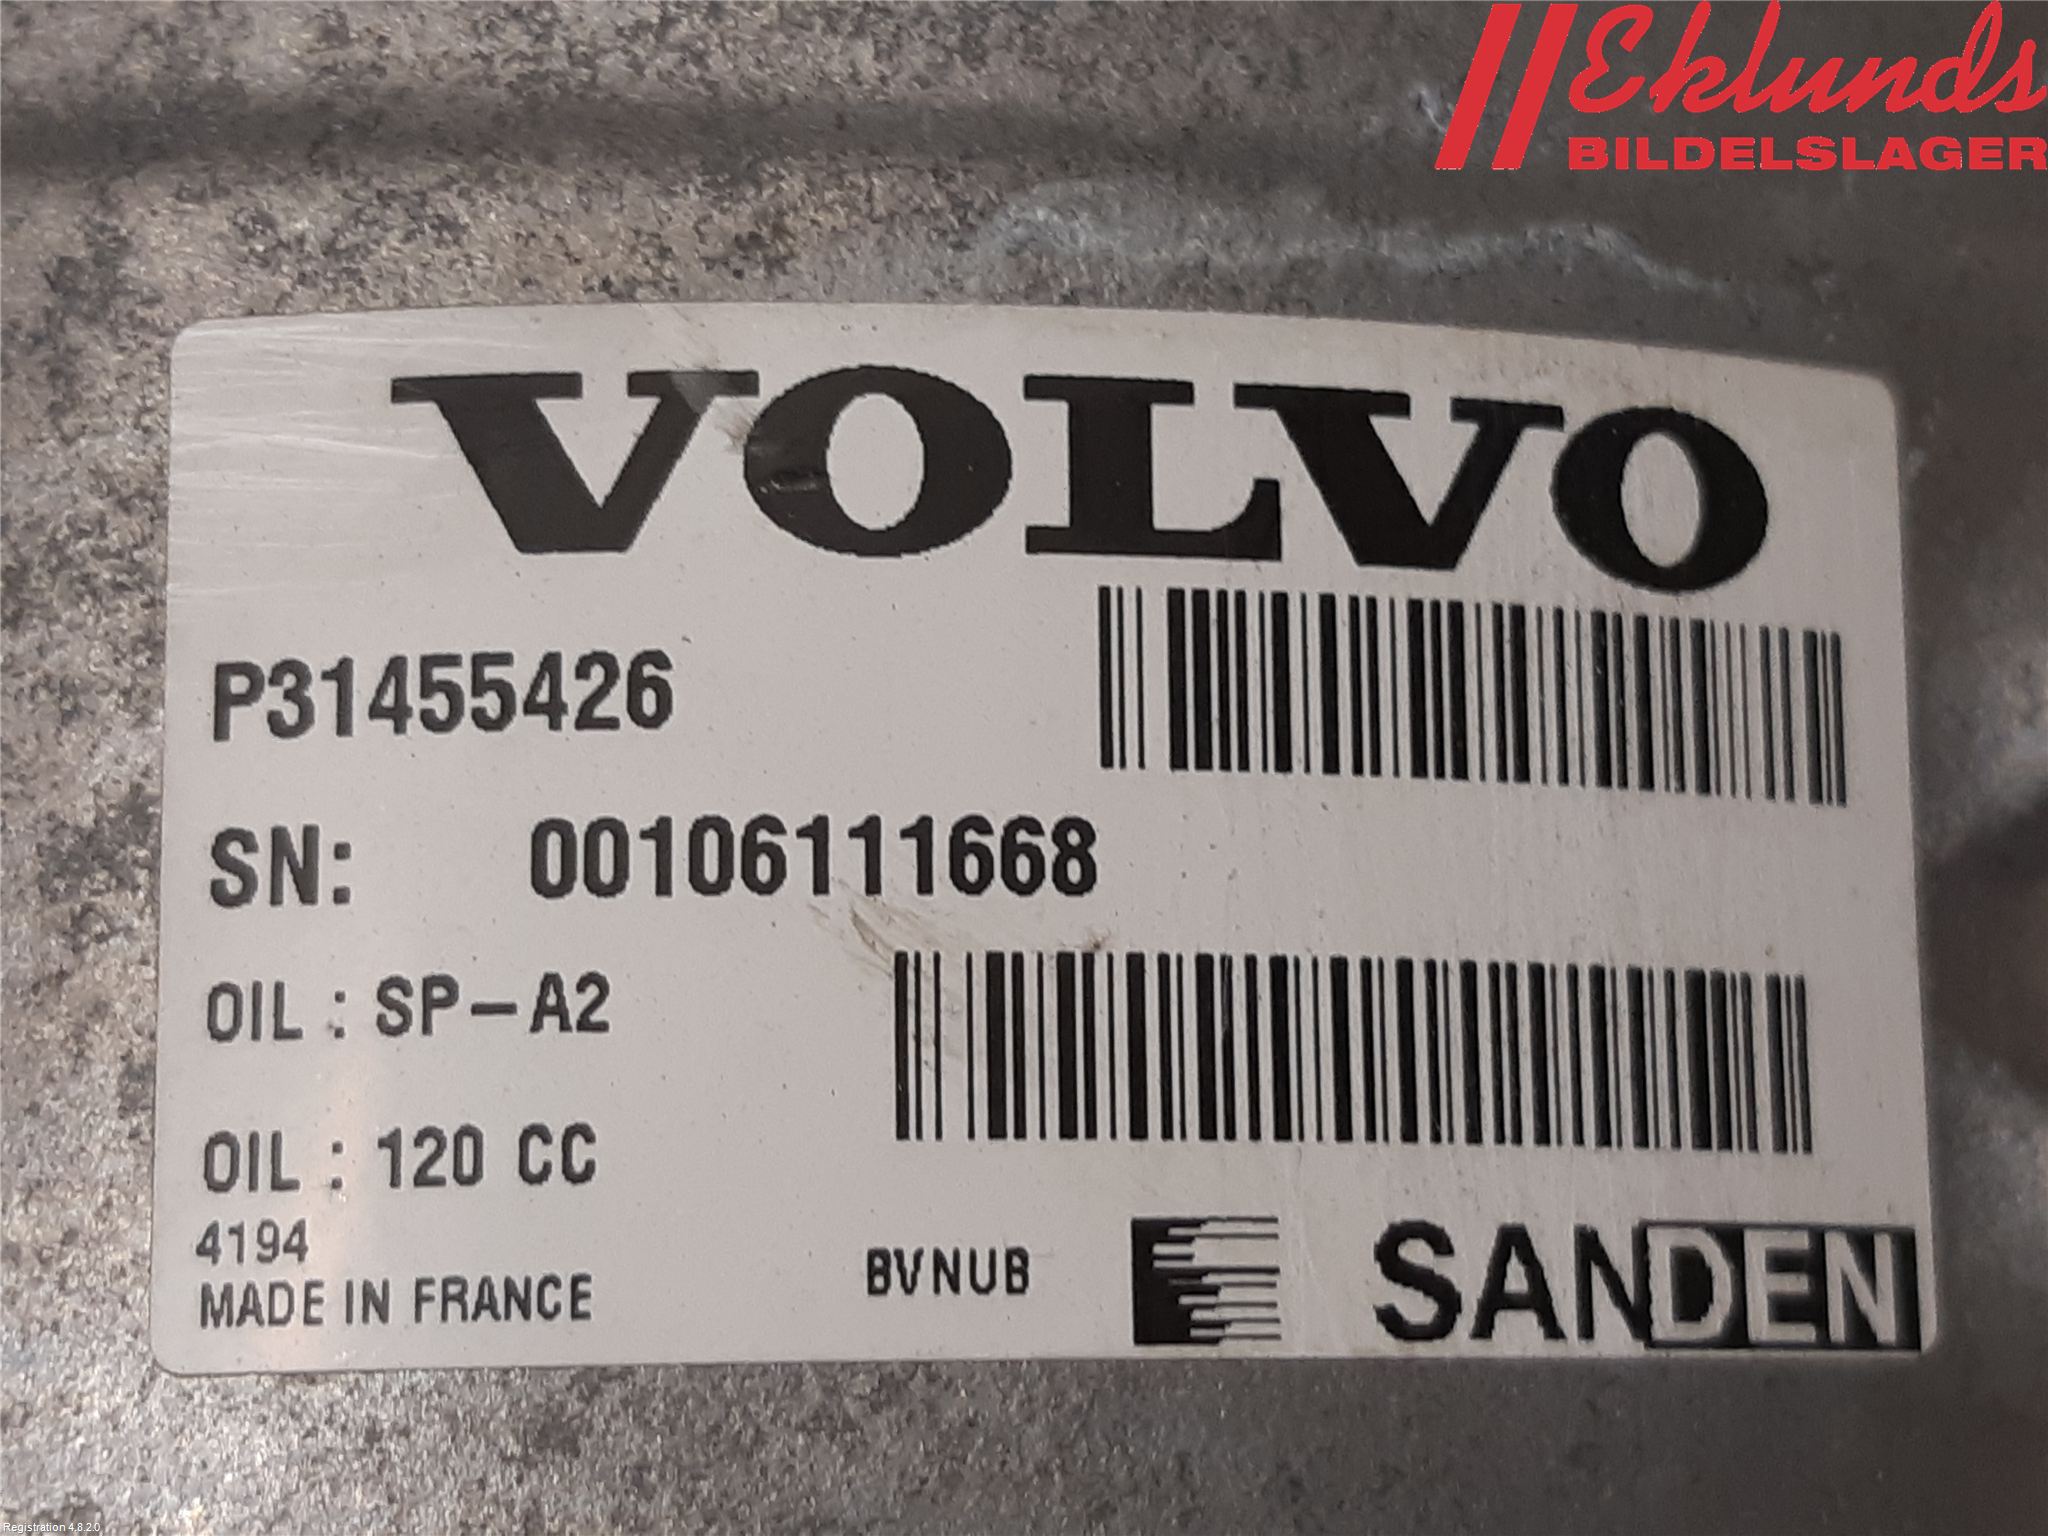 Eklunds
BILDELSLAGER
VOLVO
P31455426
SN: 00106111668
OIL : SP-A2
OIL : 120 CC
4194
MADE IN FRANCE
BVNUB
SANDEN
Registration 4.8.2.0